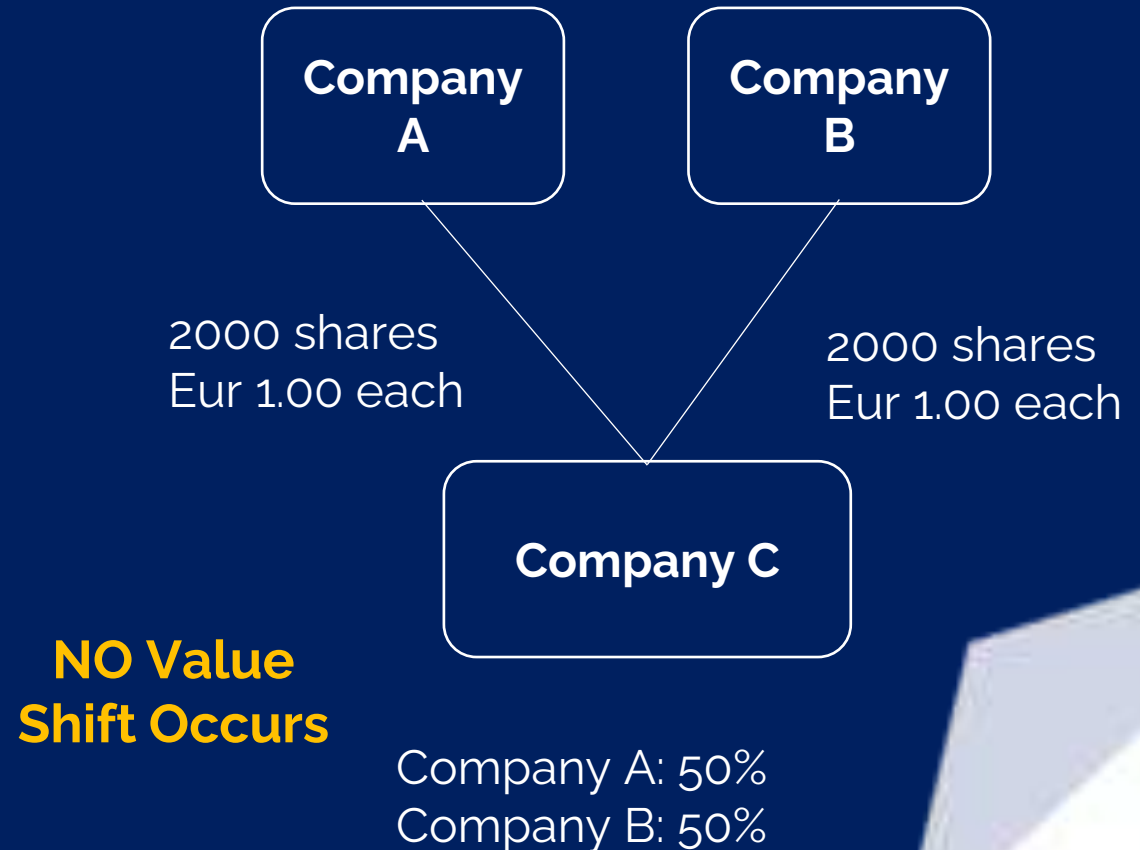 Company
A
Company
B
2000 shares
Eur 1.00 each
2000 shares
Eur 1.00 each
Company C
NO Value
Shift Occurs
Company A: 50%
Company B: 50%